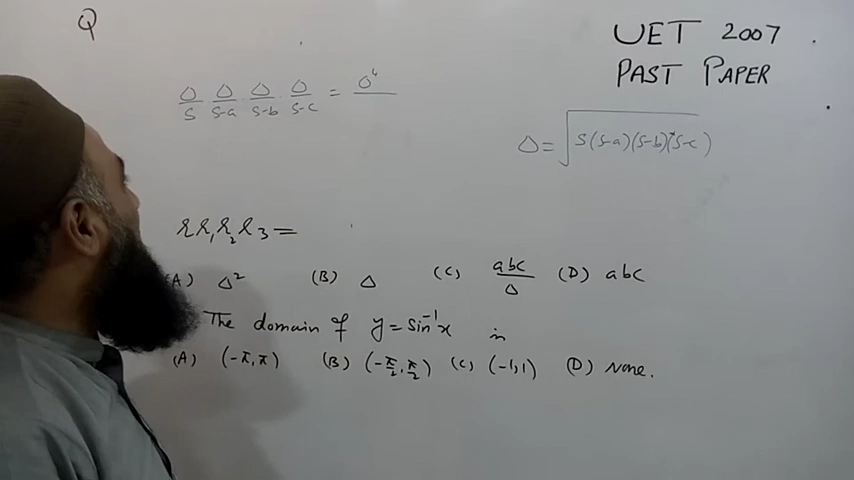 Q
UET 2007
PAST PAPER
Δ/s · Δ/s-a · Δ/s-b · Δ/s-c = Δ⁴/
Δ = √s(s-a)(s-b)(s-c)
r r₁ r₂ r₃ =
(A) Δ² (B) Δ (C) abc/Δ (D) abc
The domain of y = sin⁻¹x in
(A) (-π, π) (B) (-π/2, π/2) (C) (-1, 1) (D) None.